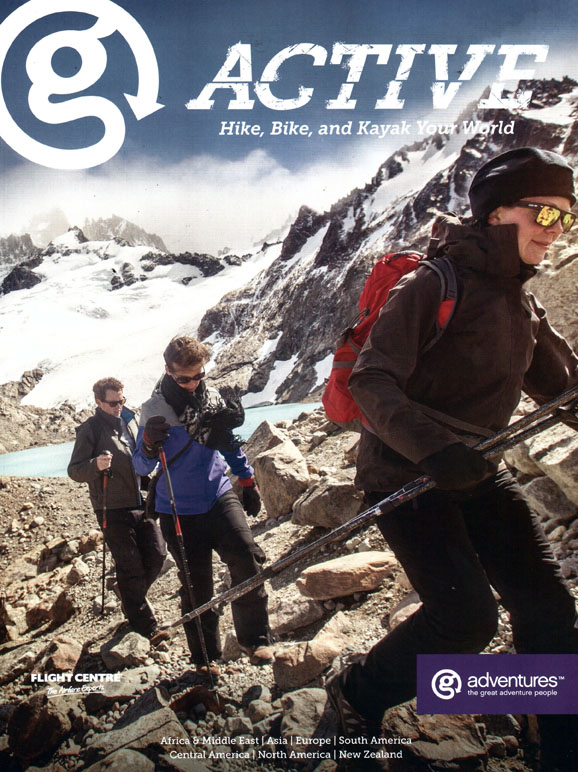 g ACTIVE
Hike, Bike, and Kayak Your World
FLIGHT CENTRE™
The Airfare Experts
g adventures™
the great adventure people
Africa & Middle East | Asia | Europe | South America
Central America | North America | New Zealand